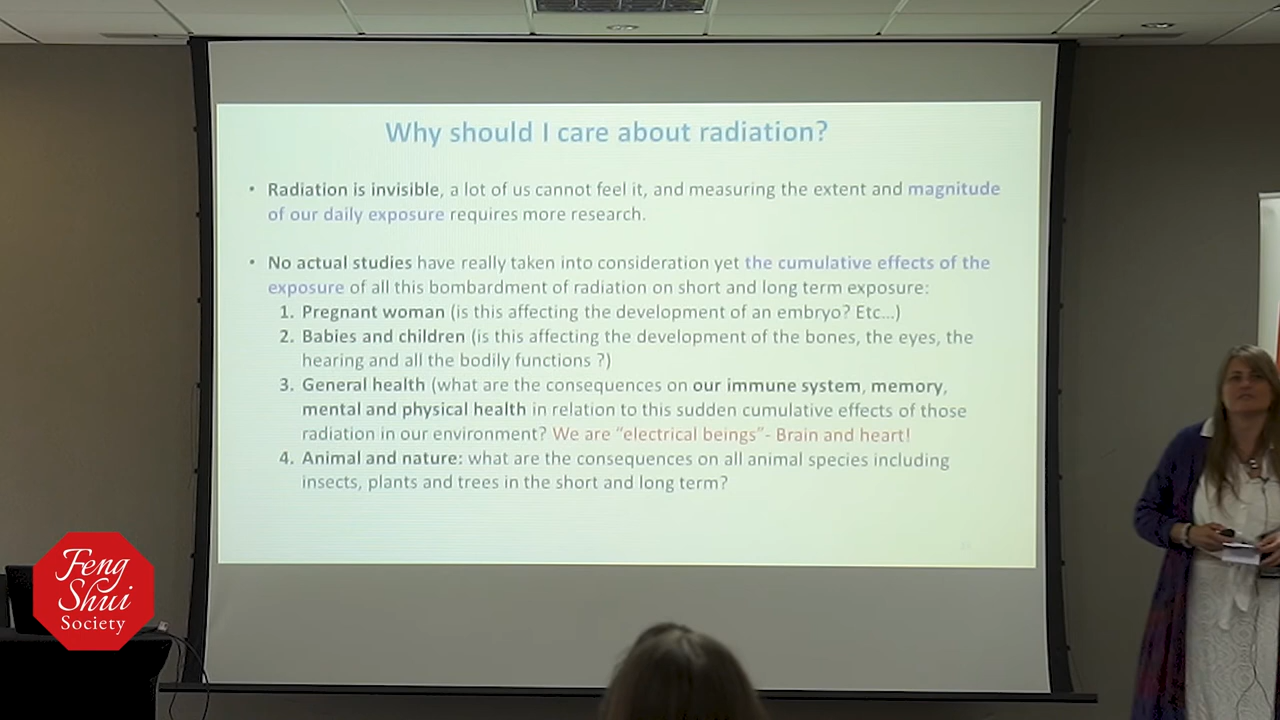 Why should I care about radiation?
• Radiation is invisible, a lot of us cannot feel it, and measuring the extent and magnitude
of our daily exposure requires more research.
• No actual studies have really taken into consideration yet the cumulative effects of the
exposure of all this bombardment of radiation on short and long term exposure:
1. Pregnant woman (is this affecting the development of an embryo? Etc...)
2. Babies and children (is this affecting the development of the bones, the eyes, the
hearing and all the bodily functions ?)
3. General health (what are the consequences on our immune system, memory,
mental and physical health in relation to this sudden cumulative effects of those
radiation in our environment? We are “electrical beings”- Brain and heart!
4. Animal and nature: what are the consequences on all animal species including
insects, plants and trees in the short and long term?
Feng
Shui
Society